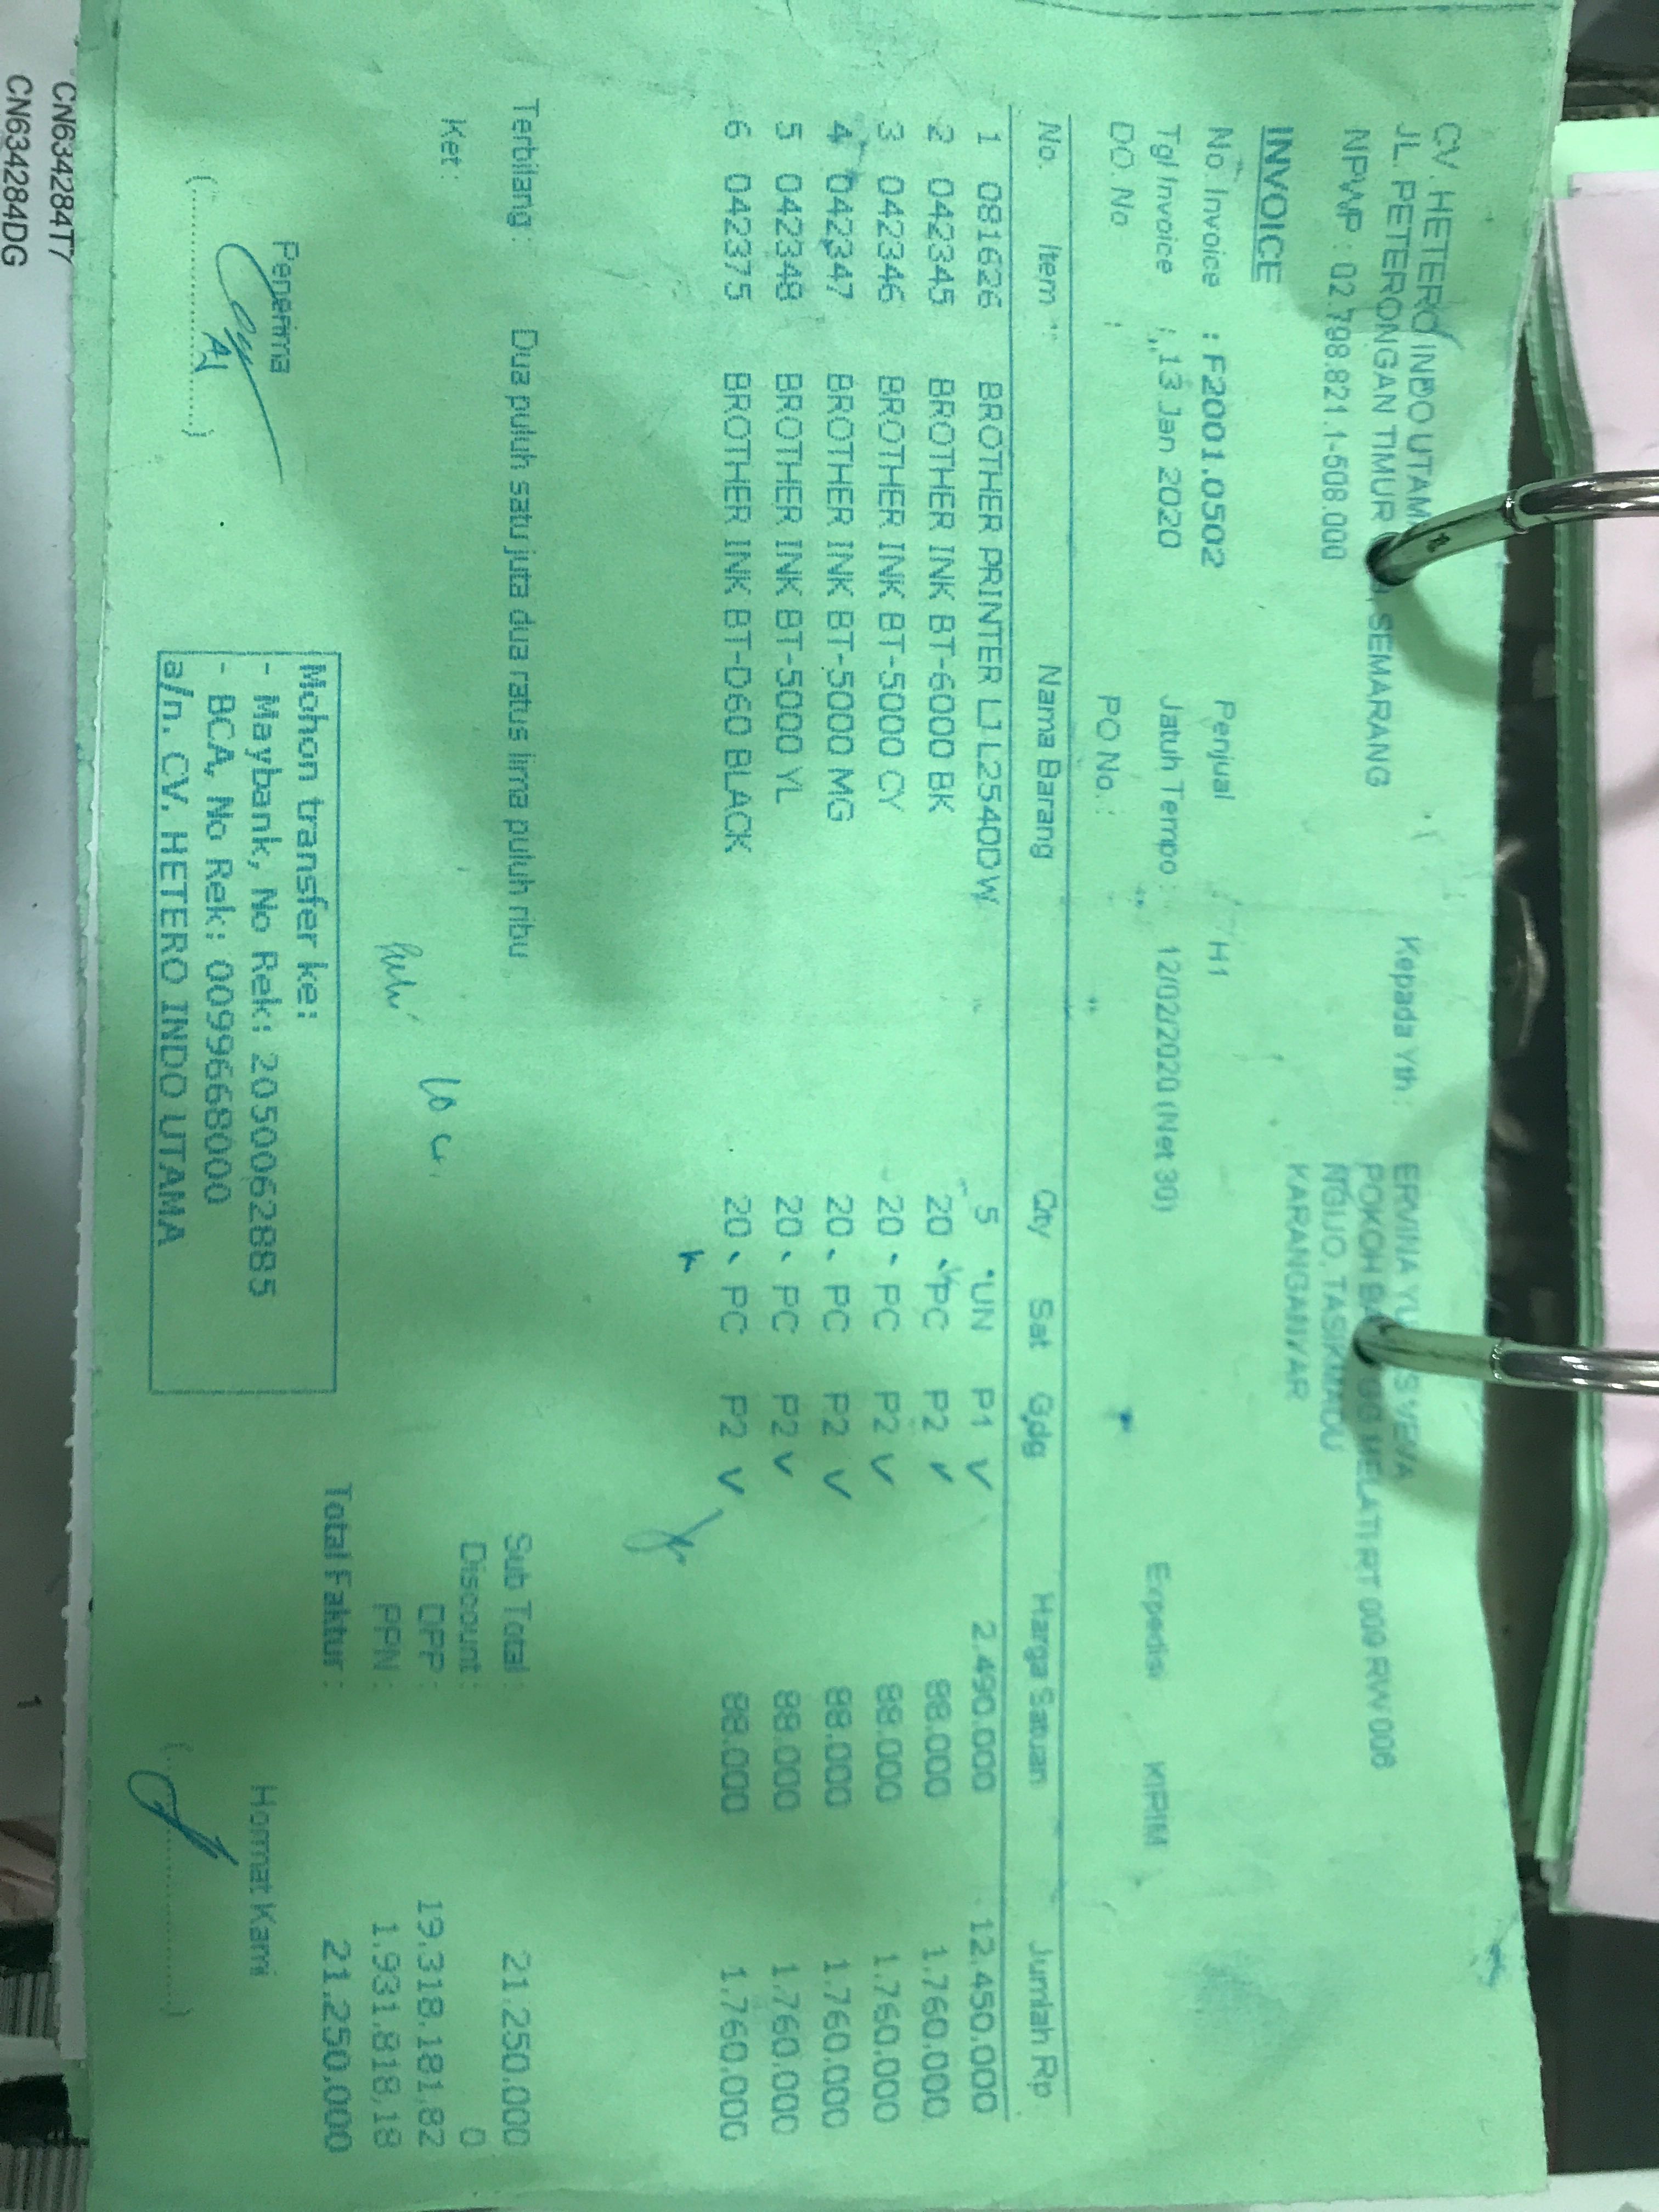 CV. HETERO INDO UTAMA
JL. PETERONGAN TIMUR SEMARANG
NPWP : 02.798.821.1-508.000
Kepada Yth :
ERVINA
POKOH MELATI RT 009 RW 006
NGIJO, TASIKMADU
KARANGANYAR
INVOICE
No. Invoice : F2001.0502 Penjual H1
Tgl Invoice : 13 Jan 2020 Jatuh Tempo : 12/02/2020 (Net 30) Expedisi KIRIM
DO. No : PO No. :
No. Item Nama Barang Qty Sat Gdg Harga Satuan Jumlah Rp
1 081626 BROTHER PRINTER LJ L2540DW 5 UN P1 2.490.000 12.450.000
2 042345 BROTHER INK BT-6000 BK 20 PC P2 88.000 1.760.000
3 042346 BROTHER INK BT-5000 CY 20 PC P2 88.000 1.760.000
4 042347 BROTHER INK BT-5000 MG 20 PC P2 88.000 1.760.000
5 042348 BROTHER INK BT-5000 YL 20 PC P2 88.000 1.760.000
6 042375 BROTHER INK BT-D60 BLACK 20 PC P2 88.000 1.760.000
Terbilang : Dua puluh satu juta dua ratus lima puluh ribu
Sub Total : 21.250.000
Ket :
Discount : 0
DPP : 19.318.181,82
PPN : 1.931.818,18
Total Faktur : 21.250.000
Penerima
Mohon transfer ke:
- Maybank, No Rek: 2050062885
- BCA, No Rek: 0099668000
a/n. CV. HETERO INDO UTAMA
Hormat Kami
CN634284T7
CN634284DG
1